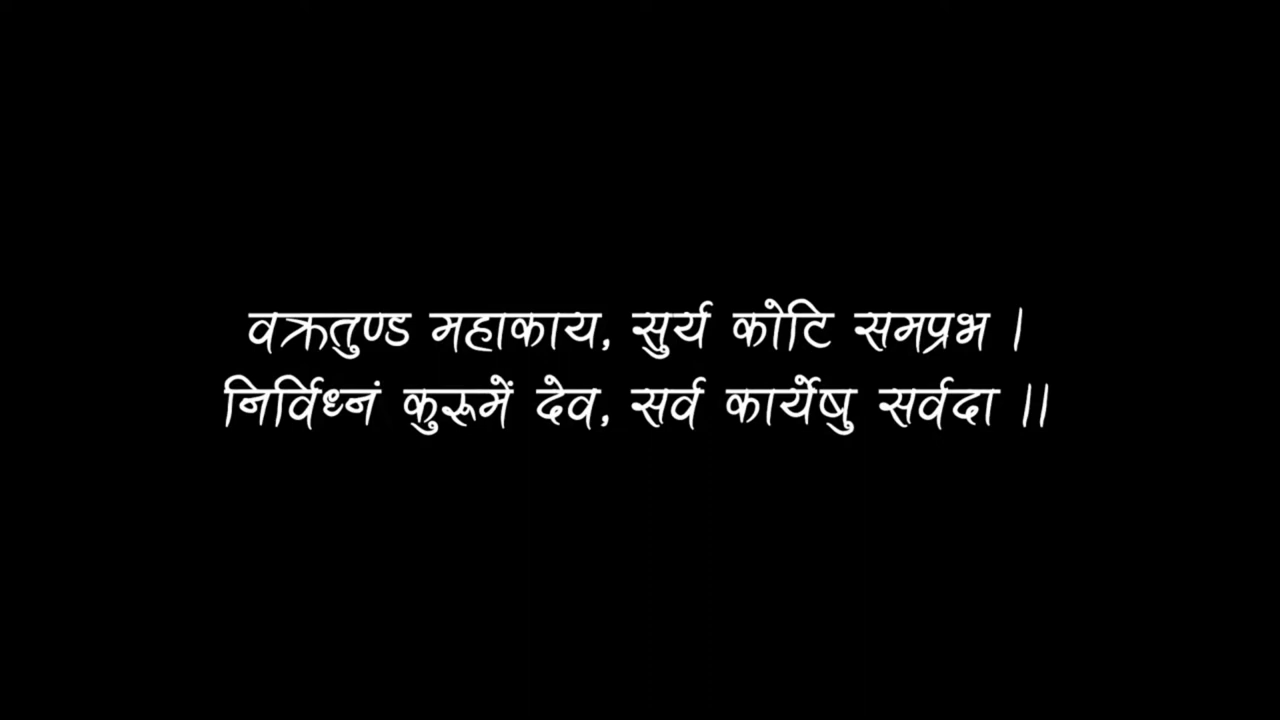 वक्रतुण्ड महाकाय, सुर्य कोटि समप्रभ ।
निर्विध्नं कुरूमें देव, सर्व कार्येषु सर्वदा ।।